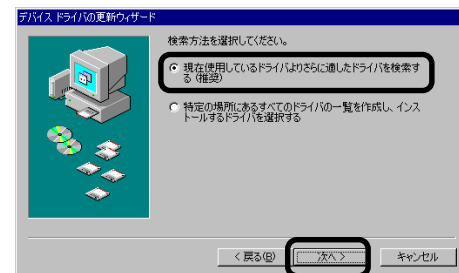 デバイス ドライバの更新ウィザード
検索方法を選択してください。
現在使用しているドライバよりさらに適したドライバを検索す
る (推奨)
特定の場所にあるすべてのドライバの一覧を作成し、インス
トールするドライバを選択する
< 戻る(B)
次へ >
キャンセル